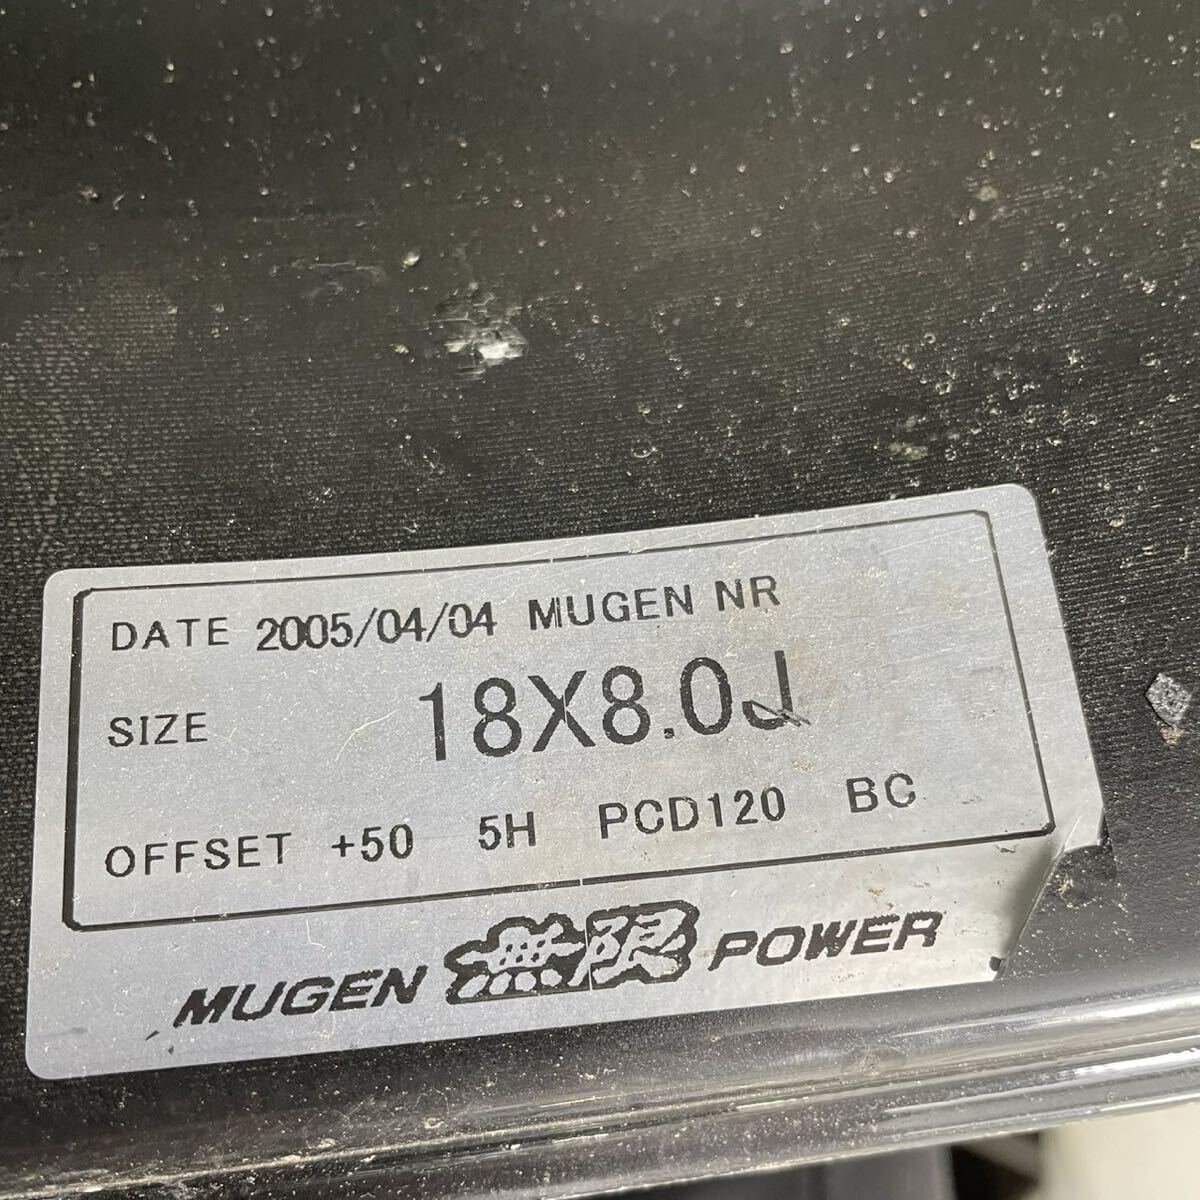 DATE 2005/04/04 MUGEN NR
SIZE 18X8.0J
OFFSET +50 5H PCD120 BC
MUGEN 無限 POWER